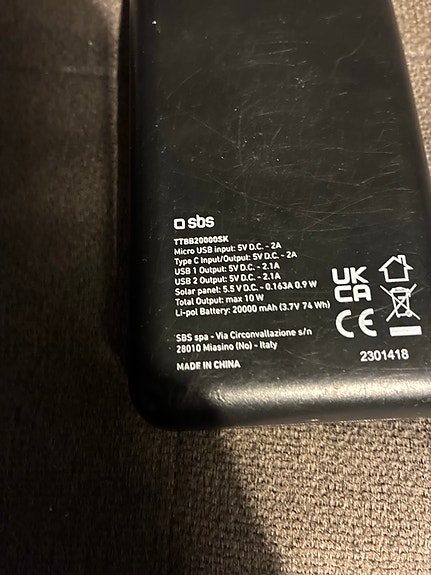 sbs
TTBB20000SK
Micro USB input: 5V D.C. - 2A
Type C Input/Output: 5V D.C. - 2A
USB 1 Output: 5V D.C. - 2.1A
USB 2 Output: 5V D.C. - 2.1A
Solar panel: 5.5 V D.C. - 0.163A 0.9 W
Total Output: max 10 W
Li-pol Battery: 20000 mAh (3.7V 74 Wh)
UK
CA
CE
SBS spa - Via Circonvallazione s/n
28010 Miasino (No) - Italy
MADE IN CHINA
2301418